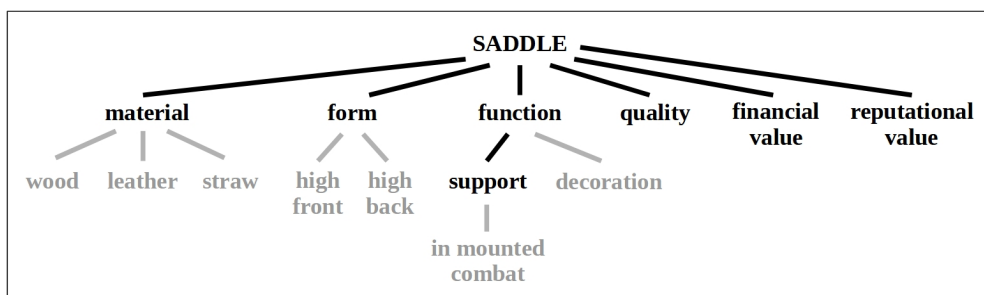 SADDLE
material form function quality financial value reputational value
wood leather straw high front high back support decoration
in mounted combat